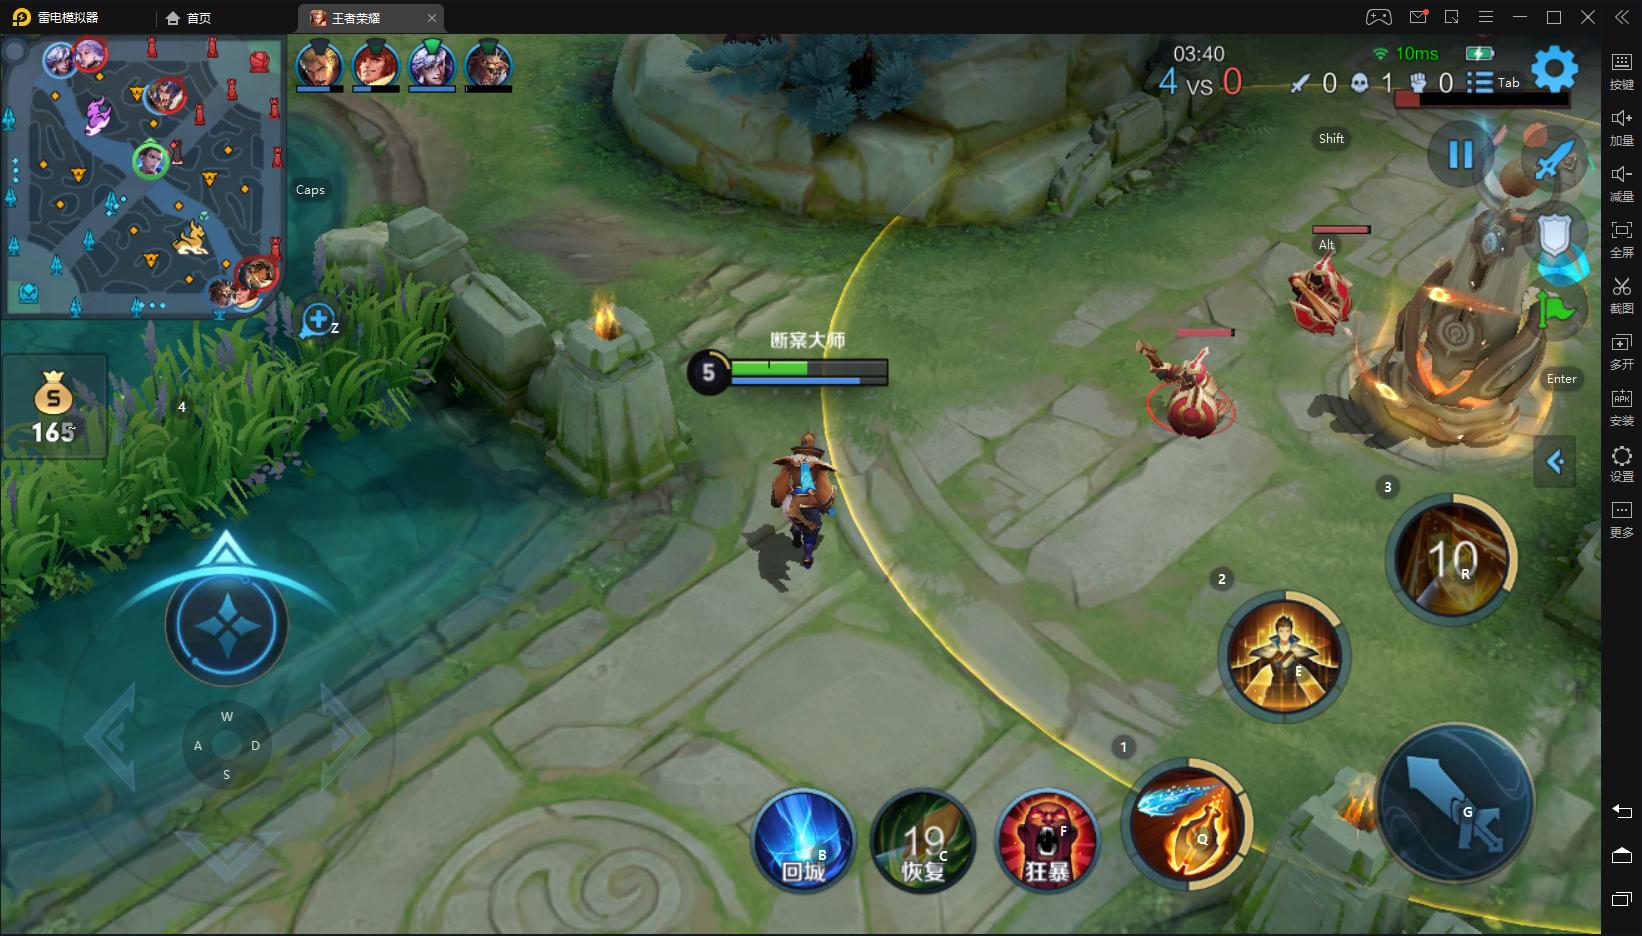 雷电模拟器
首页
王者荣耀
03:40
10ms
4 vs 0
0
1
0
Tab
Shift
按键
加量
减量
全屏
截图
多开
安装
设置
更多
APK
Caps
Alt
Z
断案大师
5
S
165
4
Enter
3
10
R
2
E
1
Q
G
W
A
D
S
B
回城
19
C
恢复
F
狂暴